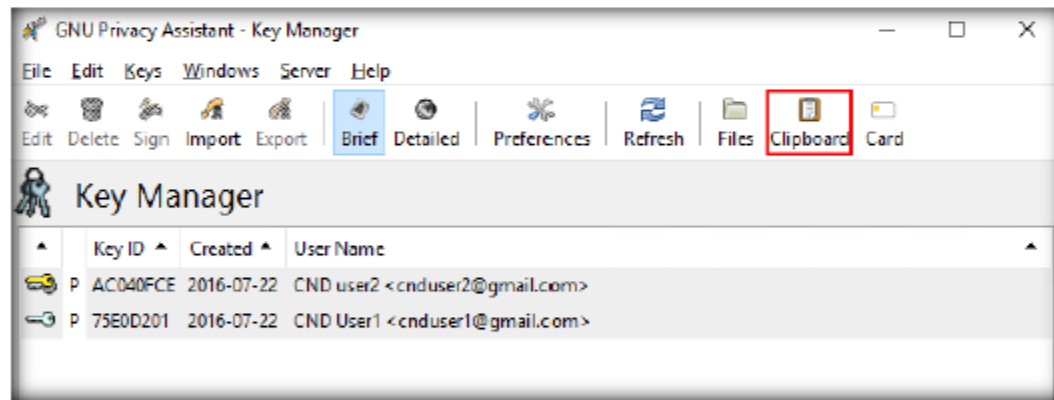 GNU Privacy Assistant - Key Manager
File Edit Keys Windows Server Help
Edit Delete Sign Import Export Brief Detailed Preferences Refresh Files Clipboard Card
Key Manager
Key ID Created User Name
P AC040FCE 2016-07-22 CND user2 <cnduser2@gmail.com>
P 75E0D201 2016-07-22 CND User1 <cnduser1@gmail.com>